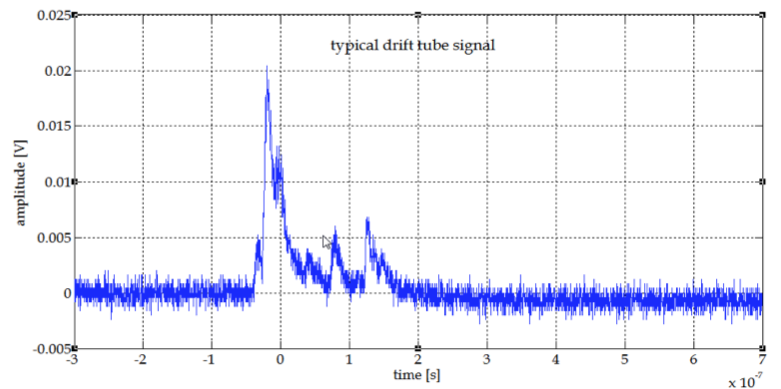 typical drift tube signal
amplitude [V]
0.025
0.02
0.015
0.01
0.005
0
-0.005
-3 -2 -1 0 1 2 3 4 5 6 7
time [s]
x 10-7